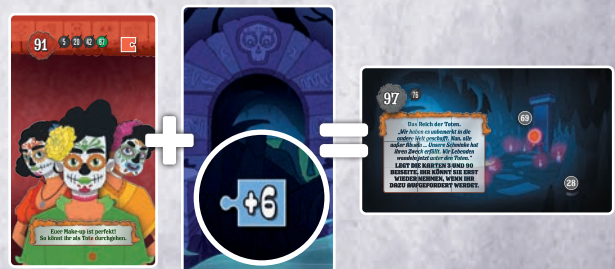 91 5 20 42 67
Euer Make-up ist perfekt!
So könnt ihr als Tote durchgehen.
+
+6
=
97 76
Das Reich der Toten.
„Wir haben es unbemerkt in die
andere Welt geschafft. Nun, alle
außer Abuela ... Unsere Schminke hat
ihren Zweck erfüllt. Wir Lebenden
wandeln jetzt unter den Toten.“
LEGT DIE KARTEN 3 UND 90
BEISEITE. IHR KÖNNT SIE ERST
WIEDER NEHMEN, WENN IHR
DAZU AUFGEFORDERT WERDET.
69
28